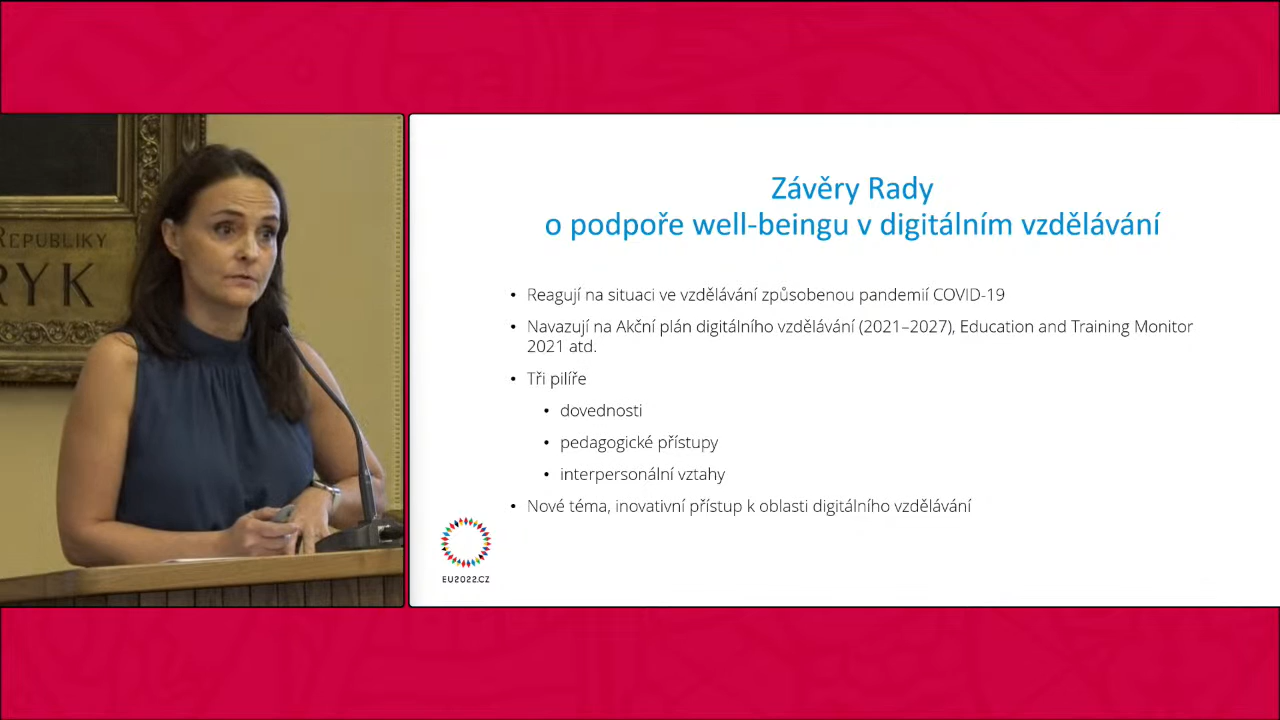 REPUBLIKY
RYK
Závěry Rady
o podpoře well-beingu v digitálním vzdělávání
• Reagují na situaci ve vzdělávání způsobenou pandemií COVID-19
• Navazují na Akční plán digitálního vzdělávání (2021–2027), Education and Training Monitor
2021 atd.
• Tři pilíře
• dovednosti
• pedagogické přístupy
• interpersonální vztahy
• Nové téma, inovativní přístup k oblasti digitálního vzdělávání
EU2022.CZ